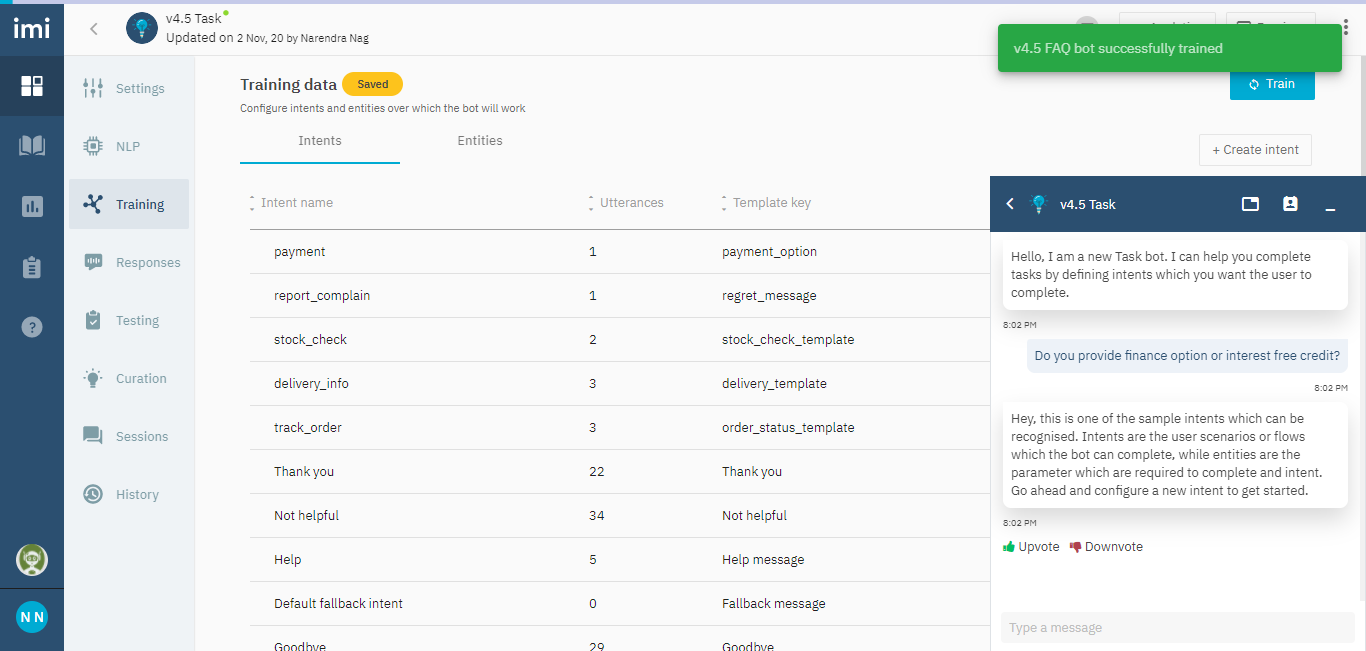 imi
v4.5 Task
Updated on 2 Nov, 20 by Narendra Nag
v4.5 FAQ bot successfully trained
Settings
NLP
Training
Responses
Testing
Curation
Sessions
History
N N
Training data
Saved
Configure intents and entities over which the bot will work
Train
Intents
Entities
+ Create intent
Intent name Utterances Template key
payment 1 payment_option
report_complain 1 regret_message
stock_check 2 stock_check_template
delivery_info 3 delivery_template
track_order 3 order_status_template
Thank you 22 Thank you
Not helpful 34 Not helpful
Help 5 Help message
Default fallback intent 0 Fallback message
Goodbye 29 Goodbye
v4.5 Task
Hello, I am a new Task bot. I can help you complete
tasks by defining intents which you want the user to
complete.
8:02 PM
Do you provide finance option or interest free credit?
8:02 PM
Hey, this is one of the sample intents which can be
recognised. Intents are the user scenarios or flows
which the bot can complete, while entities are the
parameter which are required to complete and intent.
Go ahead and configure a new intent to get started.
8:02 PM
Upvote Downvote
Type a message